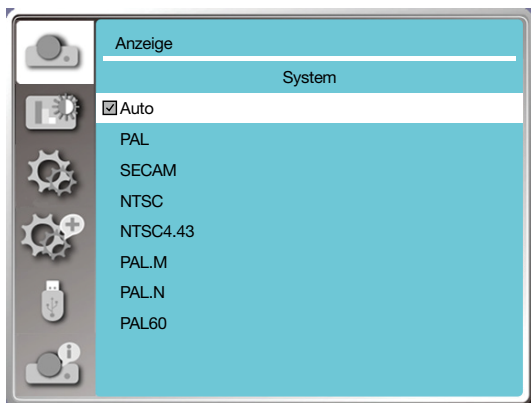 Anzeige
System
Auto
PAL
SECAM
NTSC
NTSC4.43
PAL.M
PAL.N
PAL60